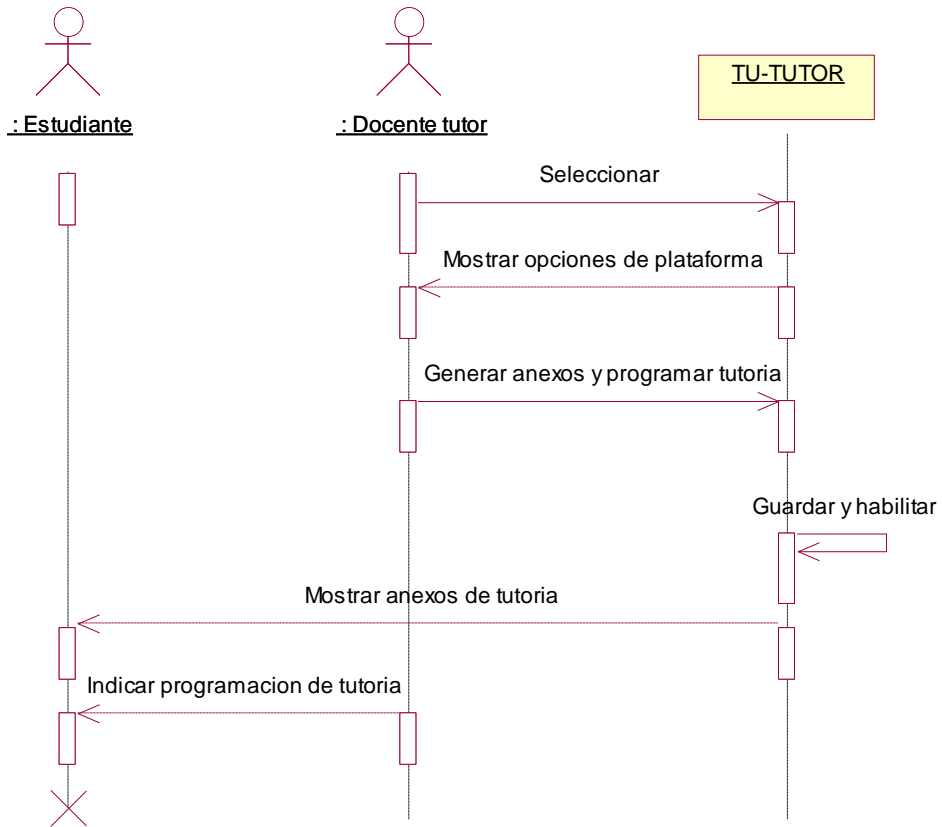 TU-TUTOR
: Estudiante
: Docente tutor
Seleccionar
Mostrar opciones de plataforma
Generar anexos y programar tutoria
Guardar y habilitar
Mostrar anexos de tutoria
Indicar programacion de tutoria